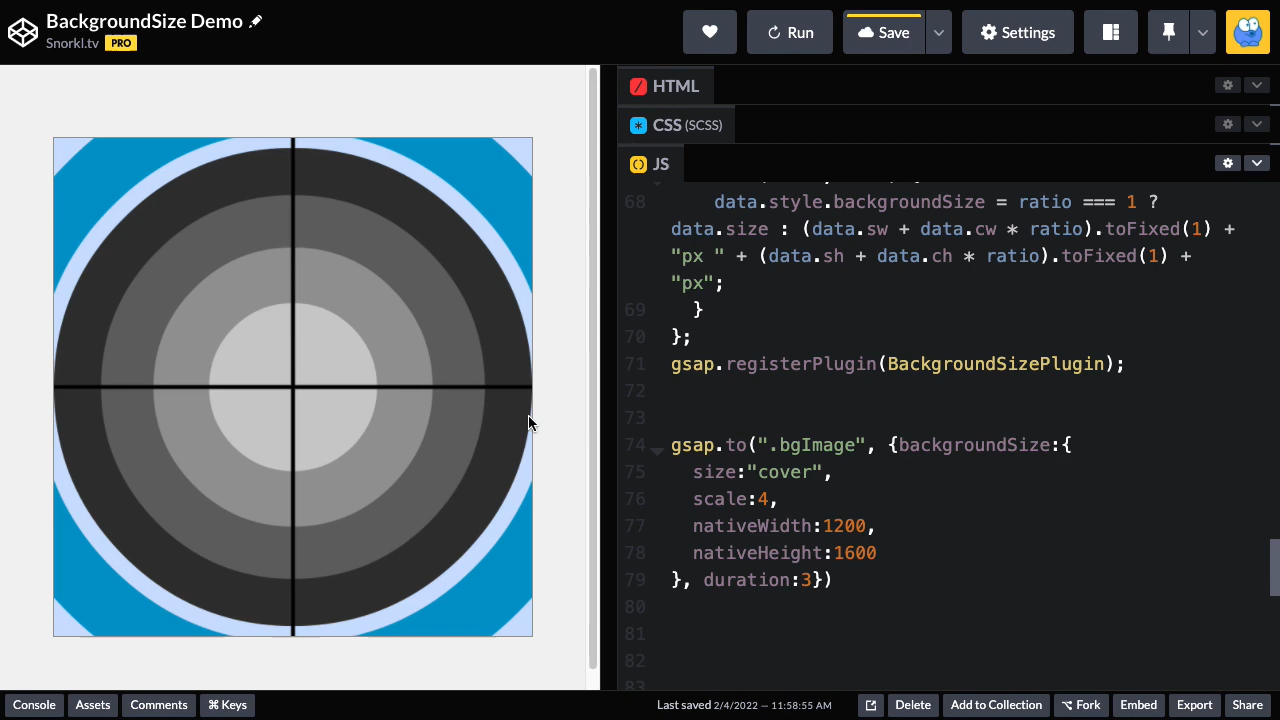 BackgroundSize Demo
Snorkl.tv PRO
Run
Save
Settings
HTML
CSS (SCSS)
JS
68 data.style.backgroundSize = ratio === 1 ?
data.size : (data.sw + data.cw * ratio).toFixed(1) +
"px " + (data.sh + data.ch * ratio).toFixed(1) +
"px";
69 }
70 };
71 gsap.registerPlugin(BackgroundSizePlugin);
72
73
74 gsap.to(".bgImage", {backgroundSize:{
75 size:"cover",
76 scale:4,
77 nativeWidth:1200,
78 nativeHeight:1600
79 }, duration:3})
80
81
82
83
Console Assets Comments ⌘ Keys Last saved 2/4/2022 — 11:58:55 AM Delete Add to Collection Fork Embed Export Share